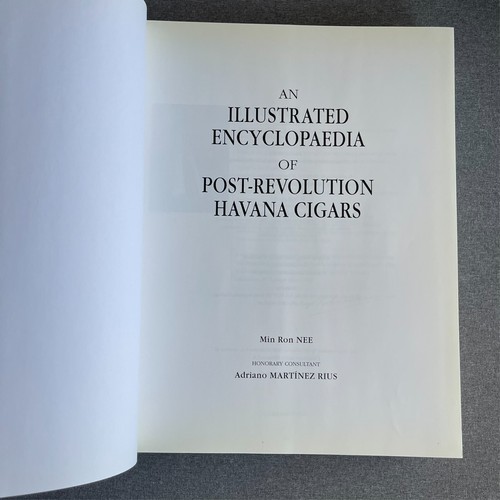 AN
ILLUSTRATED
ENCYCLOPAEDIA
OF
POST-REVOLUTION
HAVANA CIGARS
Min Ron NEE
HONORARY CONSULTANT
Adriano MARTÍNEZ RIUS